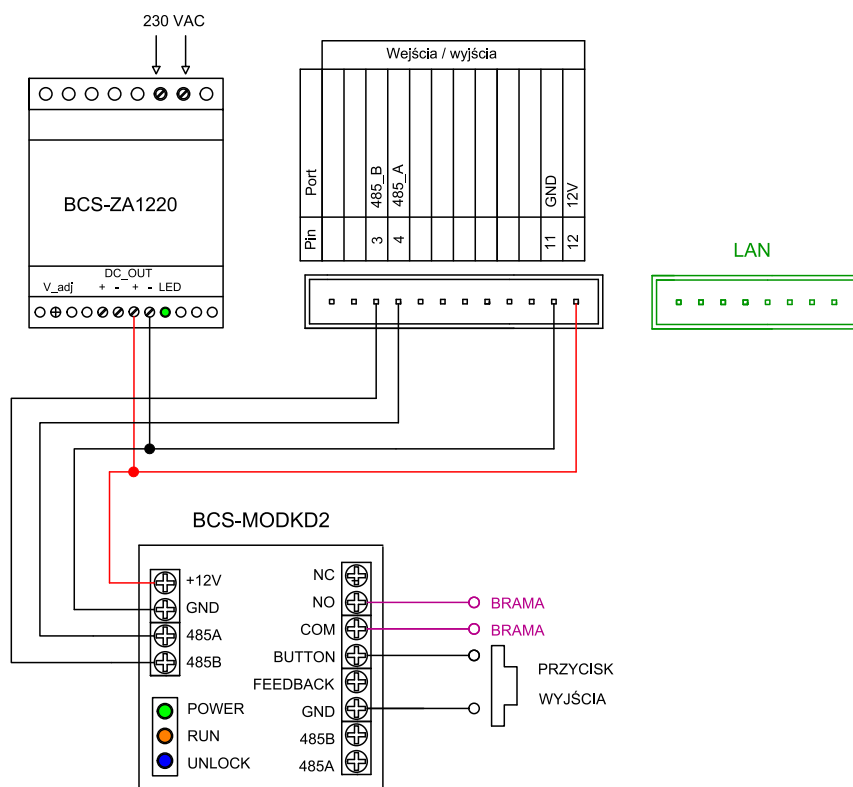 230 VAC
BCS-ZA1220
DC_OUT
V_adj + - + - LED
Wejścia / wyjścia
Port
485_B
485_A
GND
12V
Pin
3
4
11
12
LAN
BCS-MODKD2
+12V
GND
485A
485B
POWER
RUN
UNLOCK
NC
NO
COM
BUTTON
FEEDBACK
GND
485B
485A
BRAMA
BRAMA
PRZYCISK
WYJŚCIA